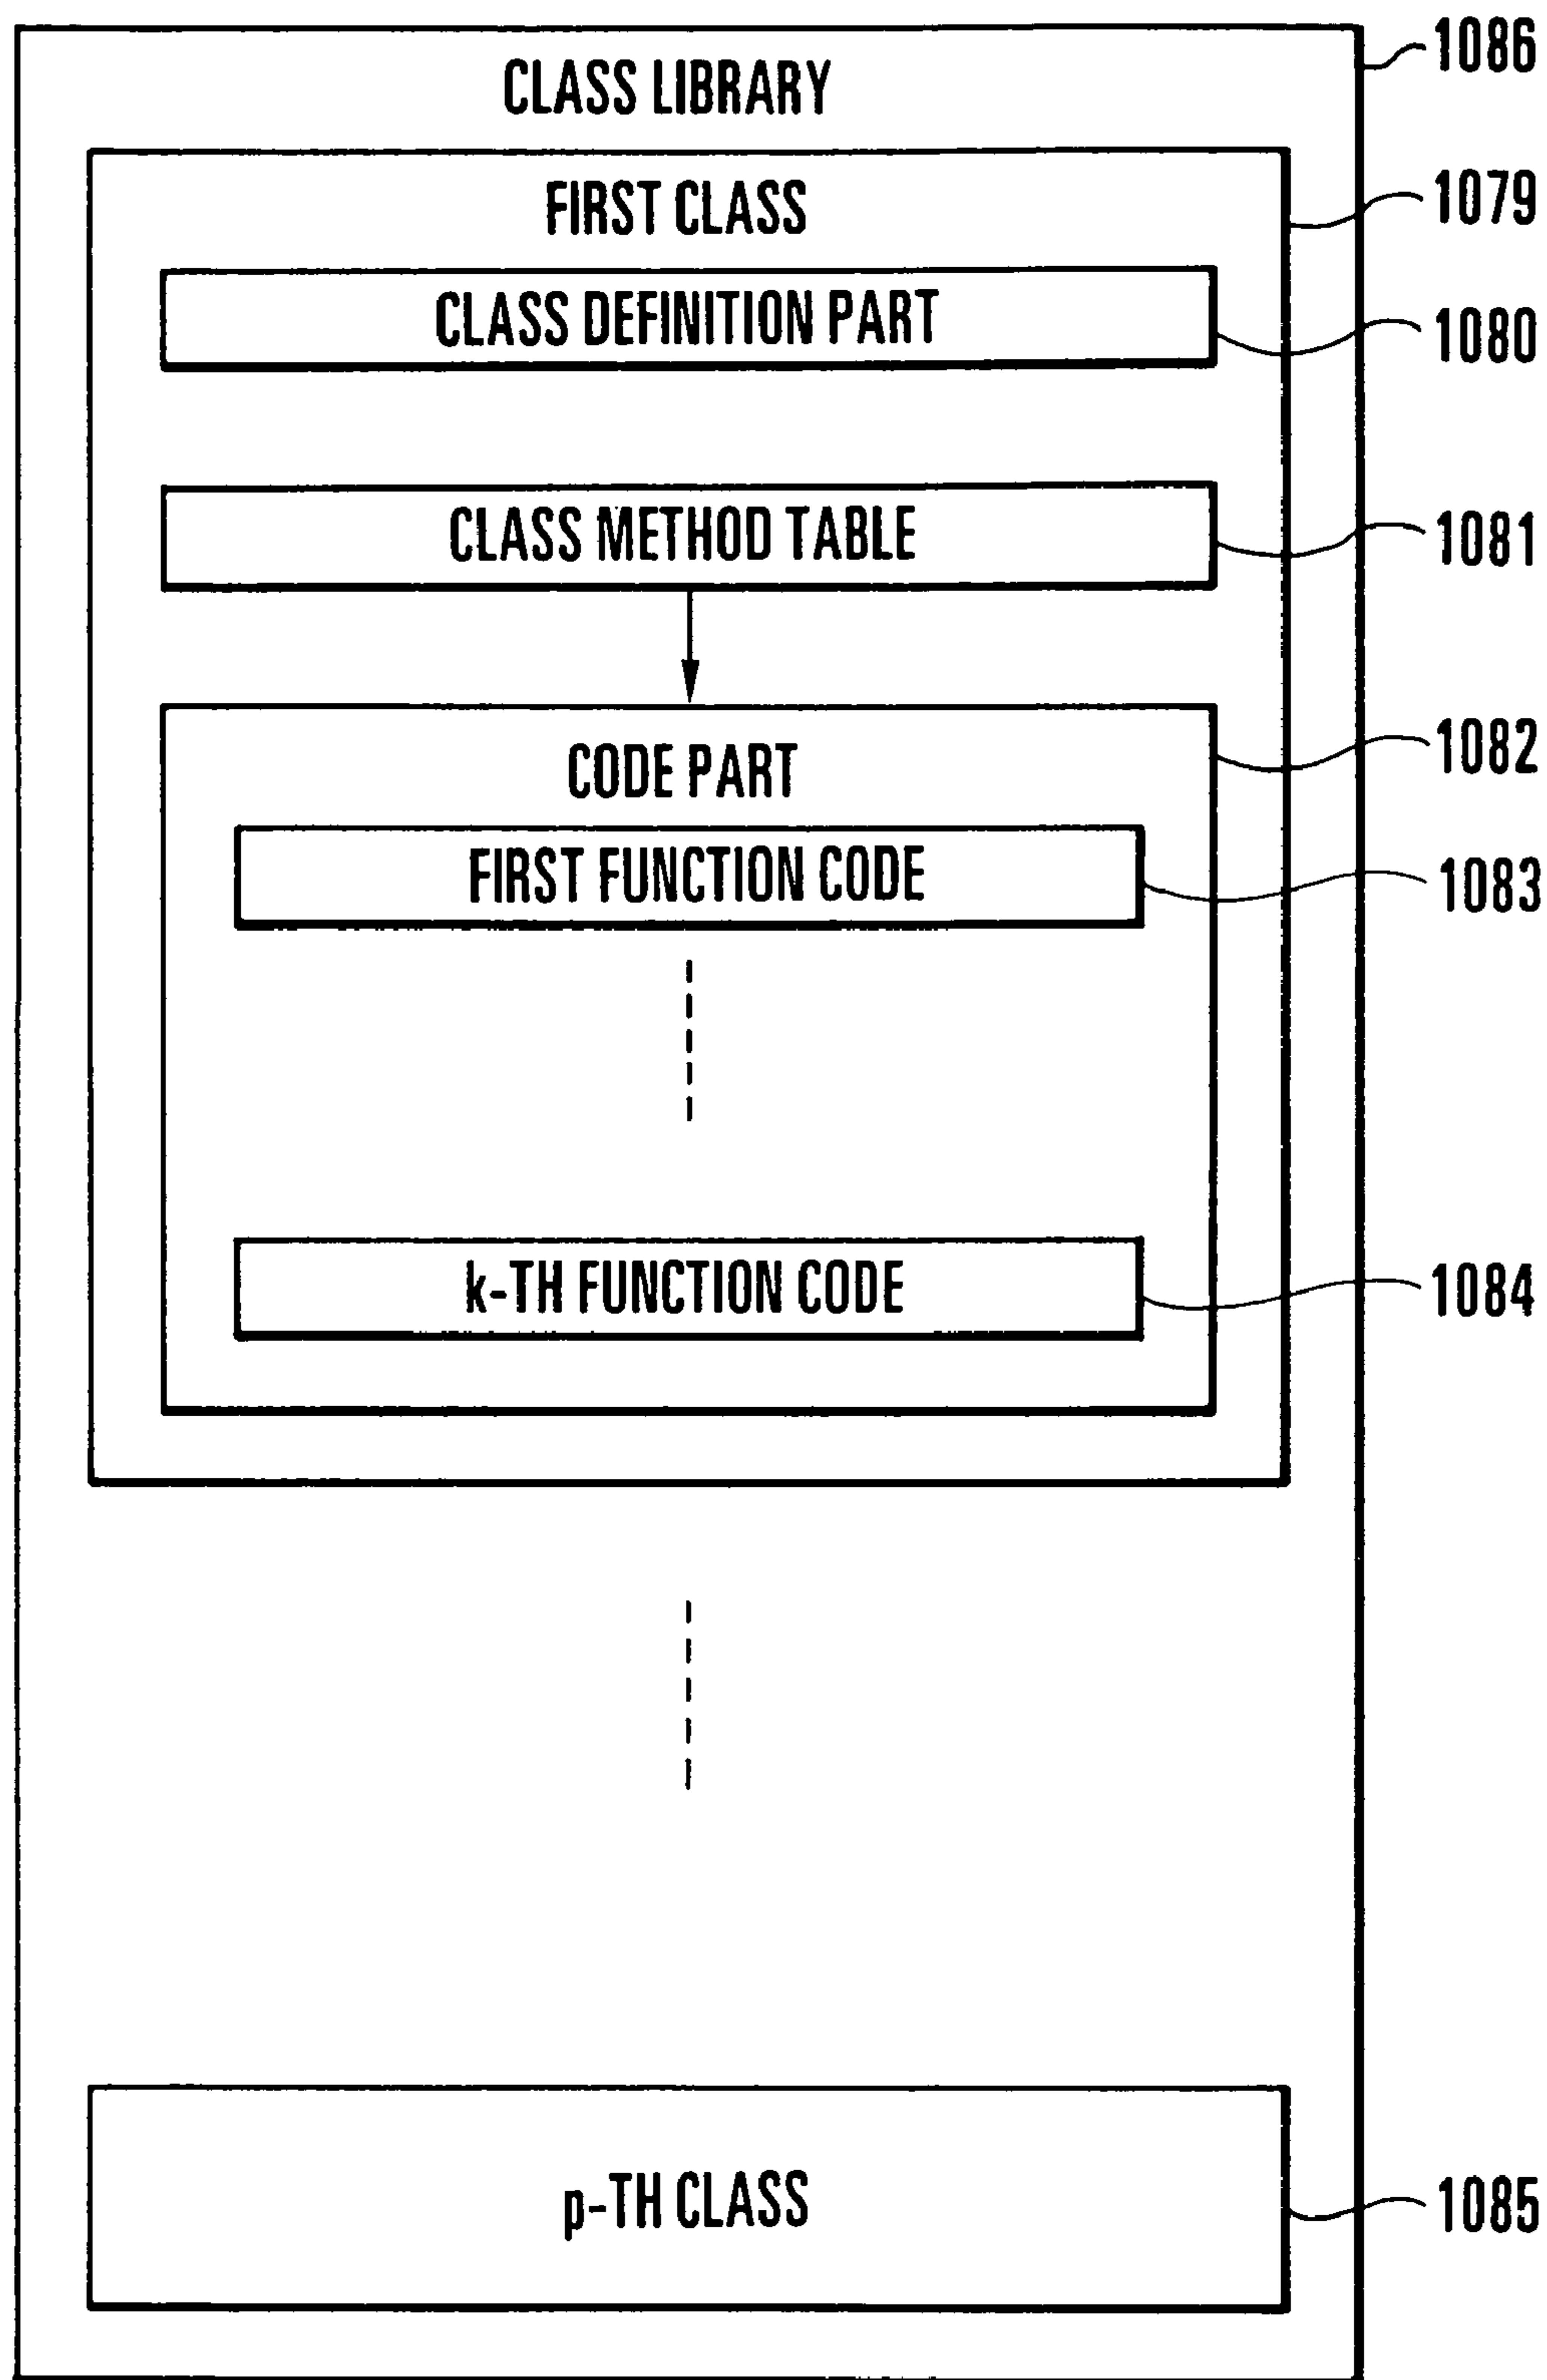 CLASS LIBRARY
1086
FIRST CLASS
1079
CLASS DEFINITION PART
1080
CLASS METHOD TABLE
1081
CODE PART
1082
FIRST FUNCTION CODE
1083
k-TH FUNCTION CODE
1084
p-TH CLASS
1085